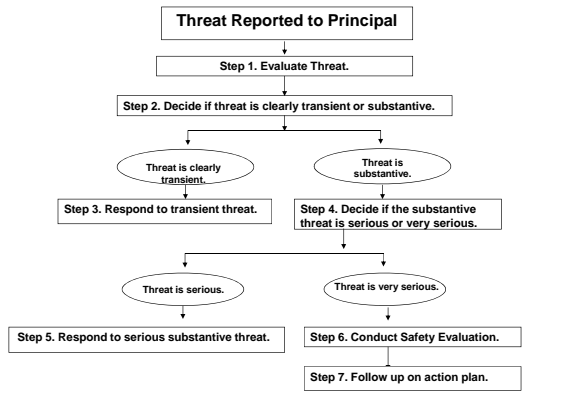 Threat Reported to Principal
Step 1. Evaluate Threat.
Step 2. Decide if threat is clearly transient or substantive.
Threat is clearly
transient.
Threat is
substantive.
Step 3. Respond to transient threat.
Step 4. Decide if the substantive
threat is serious or very serious.
Threat is serious.
Threat is very serious.
Step 5. Respond to serious substantive threat.
Step 6. Conduct Safety Evaluation.
Step 7. Follow up on action plan.